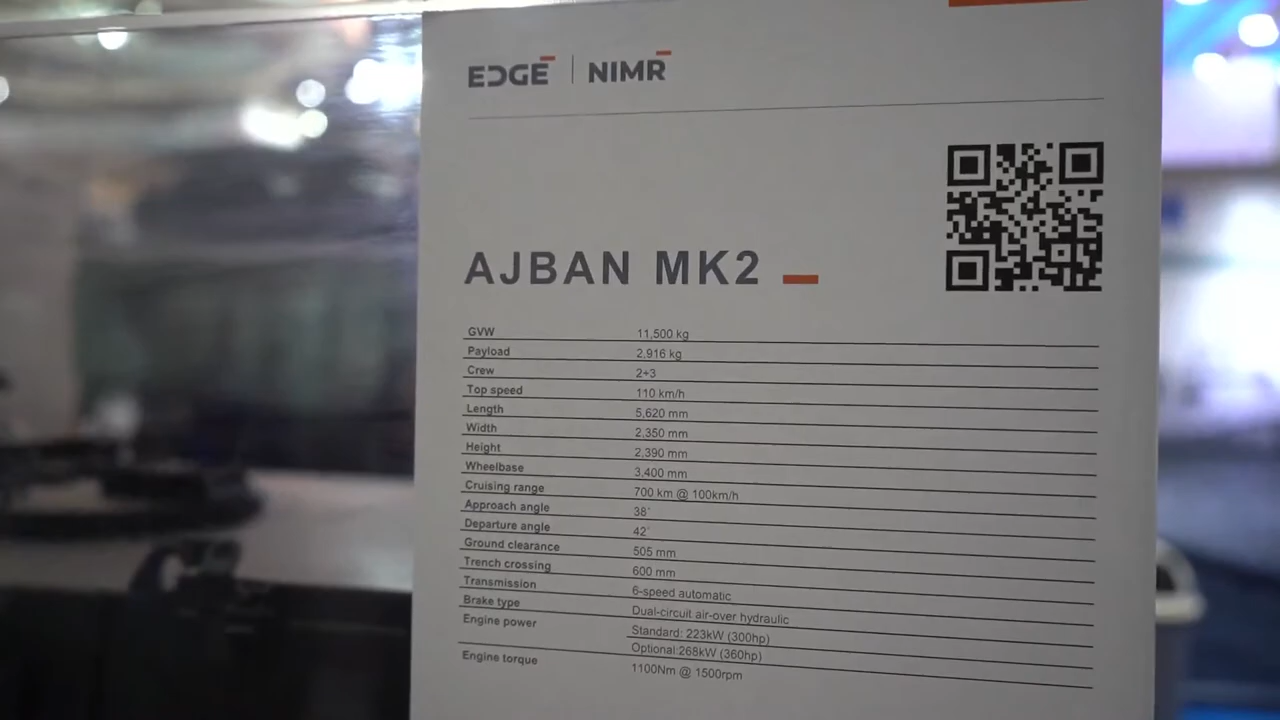 EDGE | NIMR
AJBAN MK2
GVW 11,500 kg
Payload 2,916 kg
Crew 2+3
Top speed 110 km/h
Length 5,620 mm
Width 2,350 mm
Height 2,390 mm
Wheelbase 3,400 mm
Cruising range 700 km @ 100km/h
Approach angle 38°
Departure angle 42°
Ground clearance 505 mm
Trench crossing 600 mm
Transmission 6-speed automatic
Brake type Dual-circuit air-over hydraulic
Engine power Standard: 223kW (300hp)
Optional:268kW (360hp)
Engine torque 1100Nm @ 1500rpm